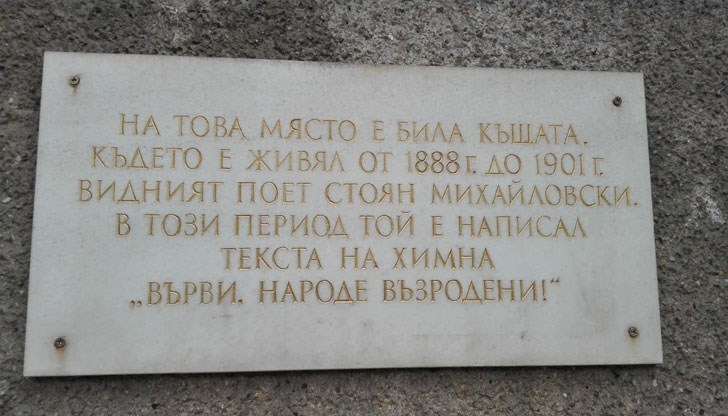 НА ТОВА МЯСТО Е БИЛА КЪЩАТА,
КЪДЕТО Е ЖИВЯЛ ОТ 1888 Г. ДО 1901 Г.
ВИДНИЯТ ПОЕТ СТОЯН МИХАЙЛОВСКИ.
В ТОЗИ ПЕРИОД ТОЙ Е НАПИСАЛ
ТЕКСТА НА ХИМНА
„ВЪРВИ, НАРОДЕ ВЪЗРОДЕНИ!“